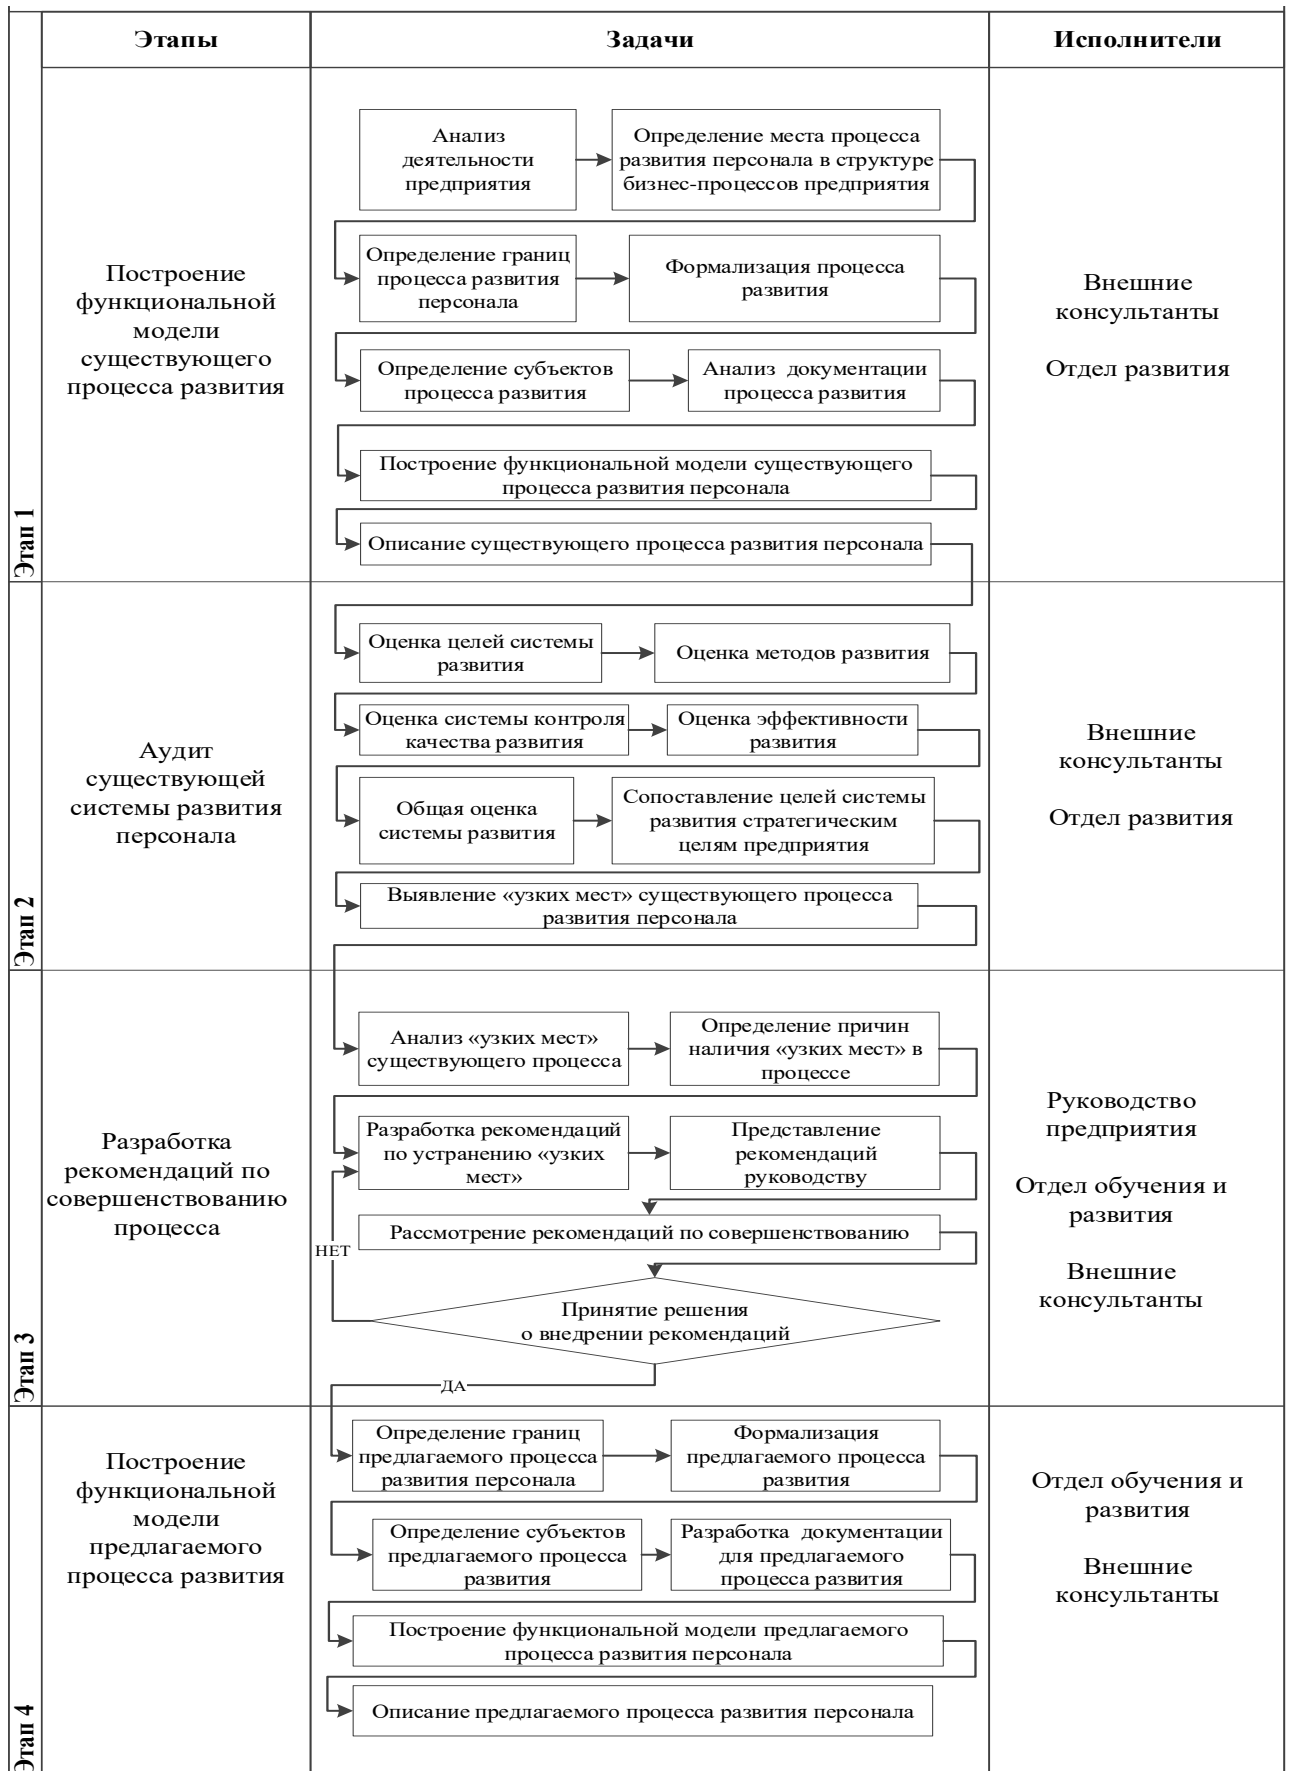 Этапы
Задачи
Исполнители
Этап 1
Построение
функциональной
модели
существующего
процесса развития
Анализ
деятельности
предприятия
Определение места процесса
развития персонала в структуре
бизнес-процессов предприятия
Определение границ
процесса развития
персонала
Формализация процесса
развития
Определение субъектов
процесса развития
Анализ документации
процесса развития
Построение функциональной модели существующего
процесса развития персонала
Описание существующего процесса развития персонала
Внешние
консультанты
Отдел развития
Этап 2
Аудит
существующей
системы развития
персонала
Оценка целей системы
развития
Оценка методов развития
Оценка системы контроля
качества развития
Оценка эффективности
развития
Общая оценка
системы развития
Сопоставление целей системы
развития стратегическим
целям предприятия
Выявление «узких мест» существующего процесса
развития персонала
Внешние
консультанты
Отдел развития
Этап 3
Разработка
рекомендаций по
совершенствованию
процесса
Анализ «узких мест»
существующего процесса
Определение причин
наличия «узких мест» в
процессе
Разработка рекомендаций
по устранению «узких
мест»
Представление
рекомендаций
руководству
Рассмотрение рекомендаций по совершенствованию
НЕТ
Принятие решения
о внедрении рекомендаций
ДА
Руководство
предприятия
Отдел обучения и
развития
Внешние
консультанты
Этап 4
Построение
функциональной
модели
предлагаемого
процесса развития
Определение границ
предлагаемого процесса
развития персонала
Формализация
предлагаемого процесса
развития
Определение субъектов
предлагаемого процесса
развития
Разработка документации
для предлагаемого
процесса развития
Построение функциональной модели предлагаемого
процесса развития персонала
Описание предлагаемого процесса развития персонала
Отдел обучения и
развития
Внешние
консультанты